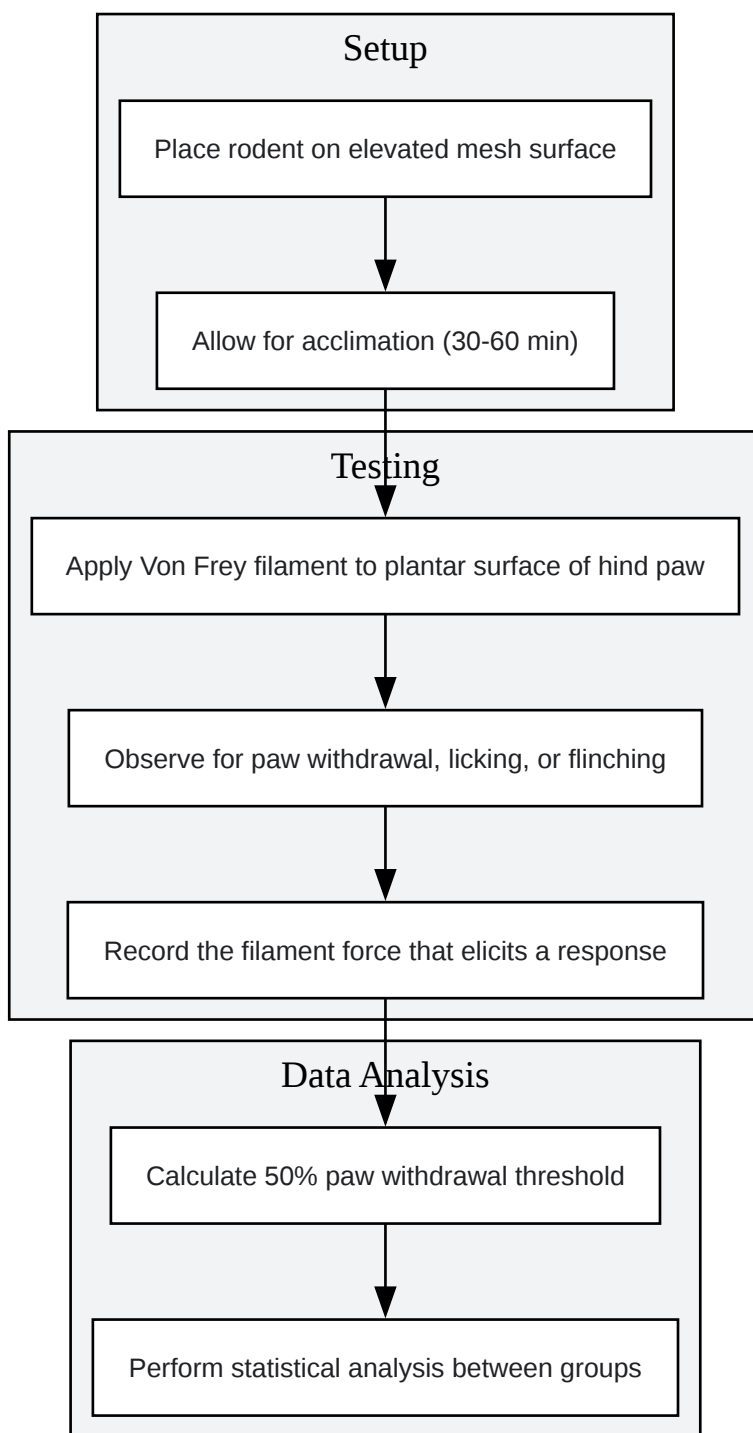 Setup
Place rodent on elevated mesh surface
Allow for acclimation (30-60 min)
Testing
Apply Von Frey filament to plantar surface of hind paw
Observe for paw withdrawal, licking, or flinching
Record the filament force that elicits a response
Data Analysis
Calculate 50% paw withdrawal threshold
Perform statistical analysis between groups